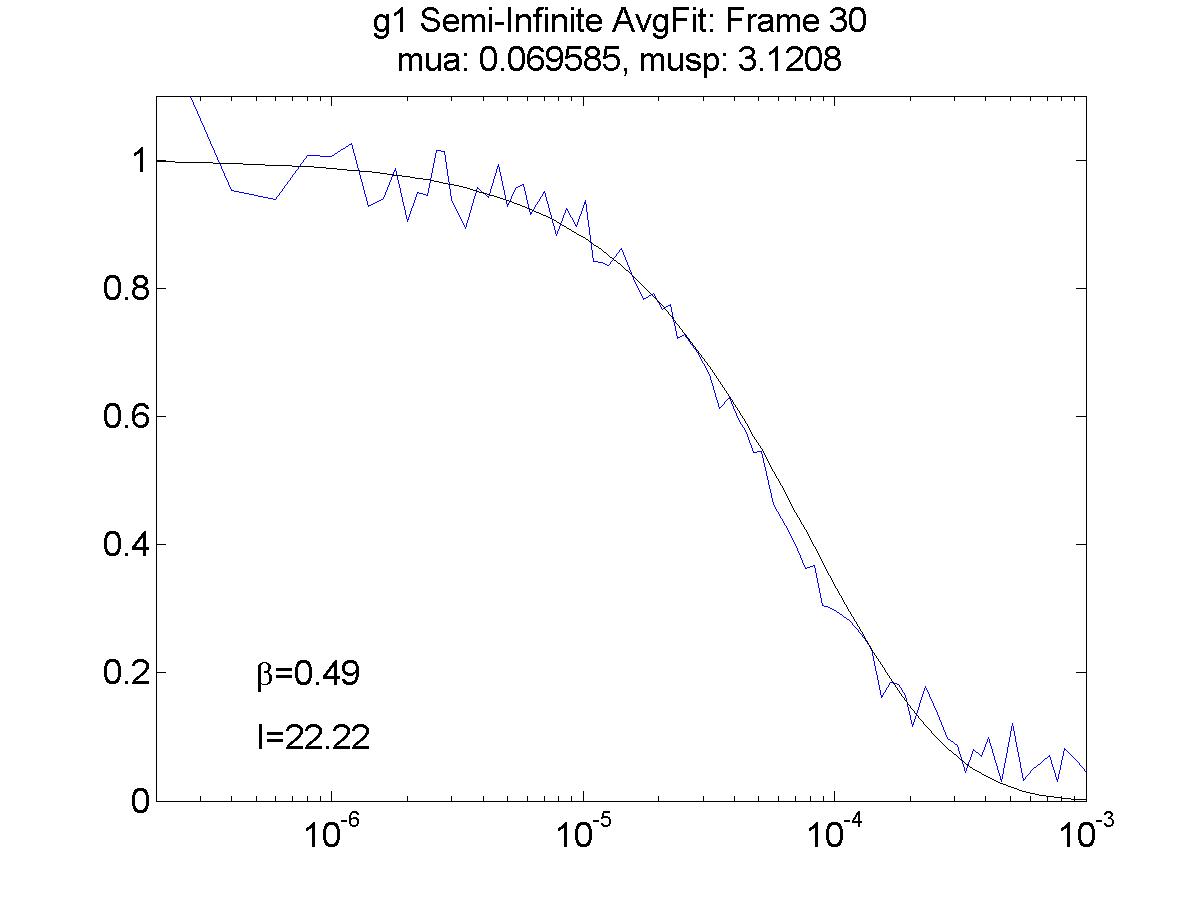 g1 Semi-Infinite AvgFit: Frame 30
mua: 0.069585, musp: 3.1208
1
0.8
0.6
0.4
0.2
0
β=0.49
I=22.22
10^-6
10^-5
10^-4
10^-3